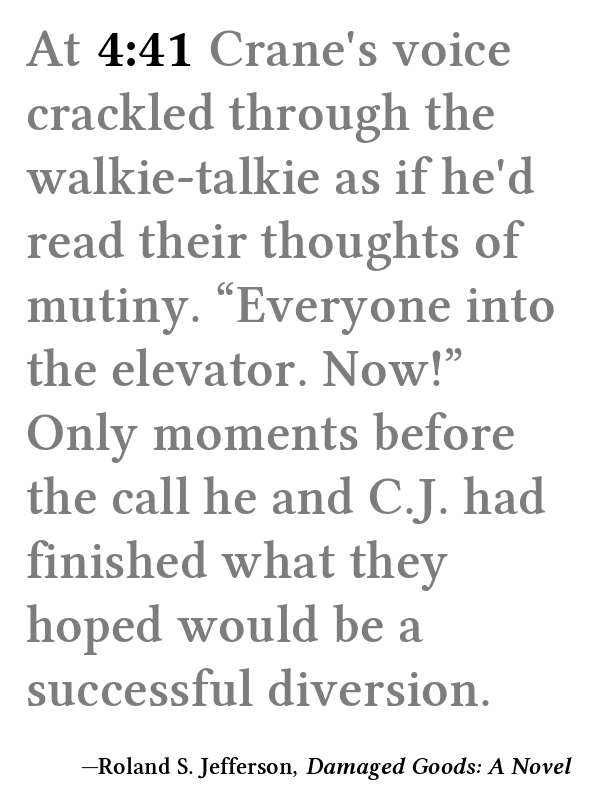 At 4:41 Crane's voice
crackled through the
walkie-talkie as if he'd
read their thoughts of
mutiny. “Everyone into
the elevator. Now!”
Only moments before
the call he and C.J. had
finished what they
hoped would be a
successful diversion.
—Roland S. Jefferson, Damaged Goods: A Novel